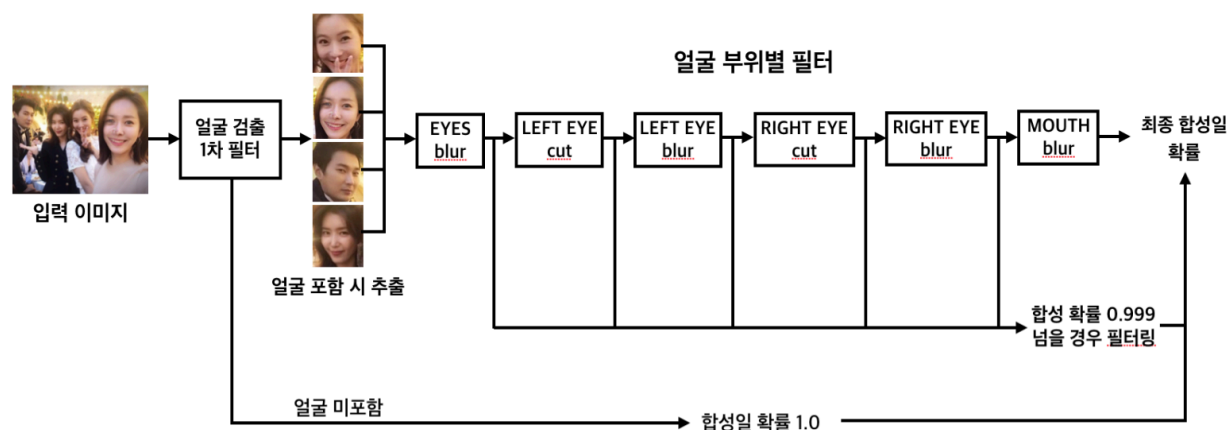 얼굴 부위별 필터
입력 이미지
얼굴 검출
1차 필터
얼굴 포함 시 추출
EYES
blur
LEFT EYE
cut
LEFT EYE
blur
RIGHT EYE
cut
RIGHT EYE
blur
MOUTH
blur
최종 합성일
확률
합성 확률 0.999
넘을 경우 필터링
얼굴 미포함
합성일 확률 1.0